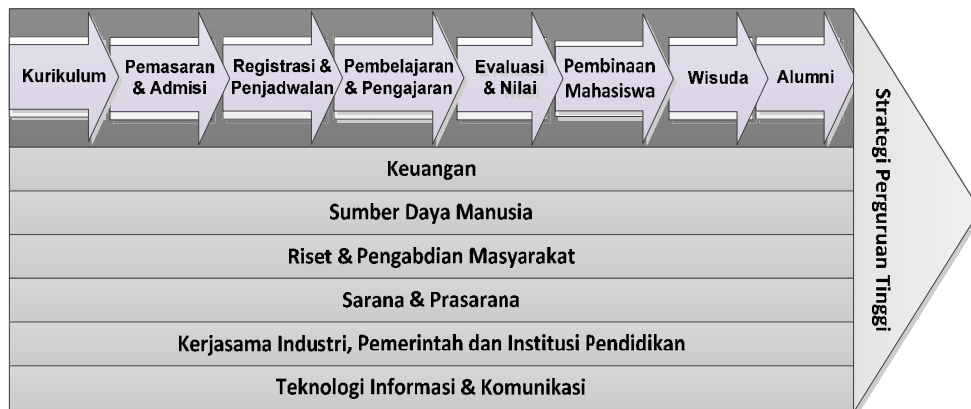 Kurikulum
Pemasaran
& Admisi
Registrasi &
Penjadwalan
Pembelajaran
& Pengajaran
Evaluasi
& Nilai
Pembinaan
Mahasiswa
Wisuda
Alumni
Keuangan
Sumber Daya Manusia
Riset & Pengabdian Masyarakat
Sarana & Prasarana
Kerjasama Industri, Pemerintah dan Institusi Pendidikan
Teknologi Informasi & Komunikasi
Strategi Perguruan Tinggi